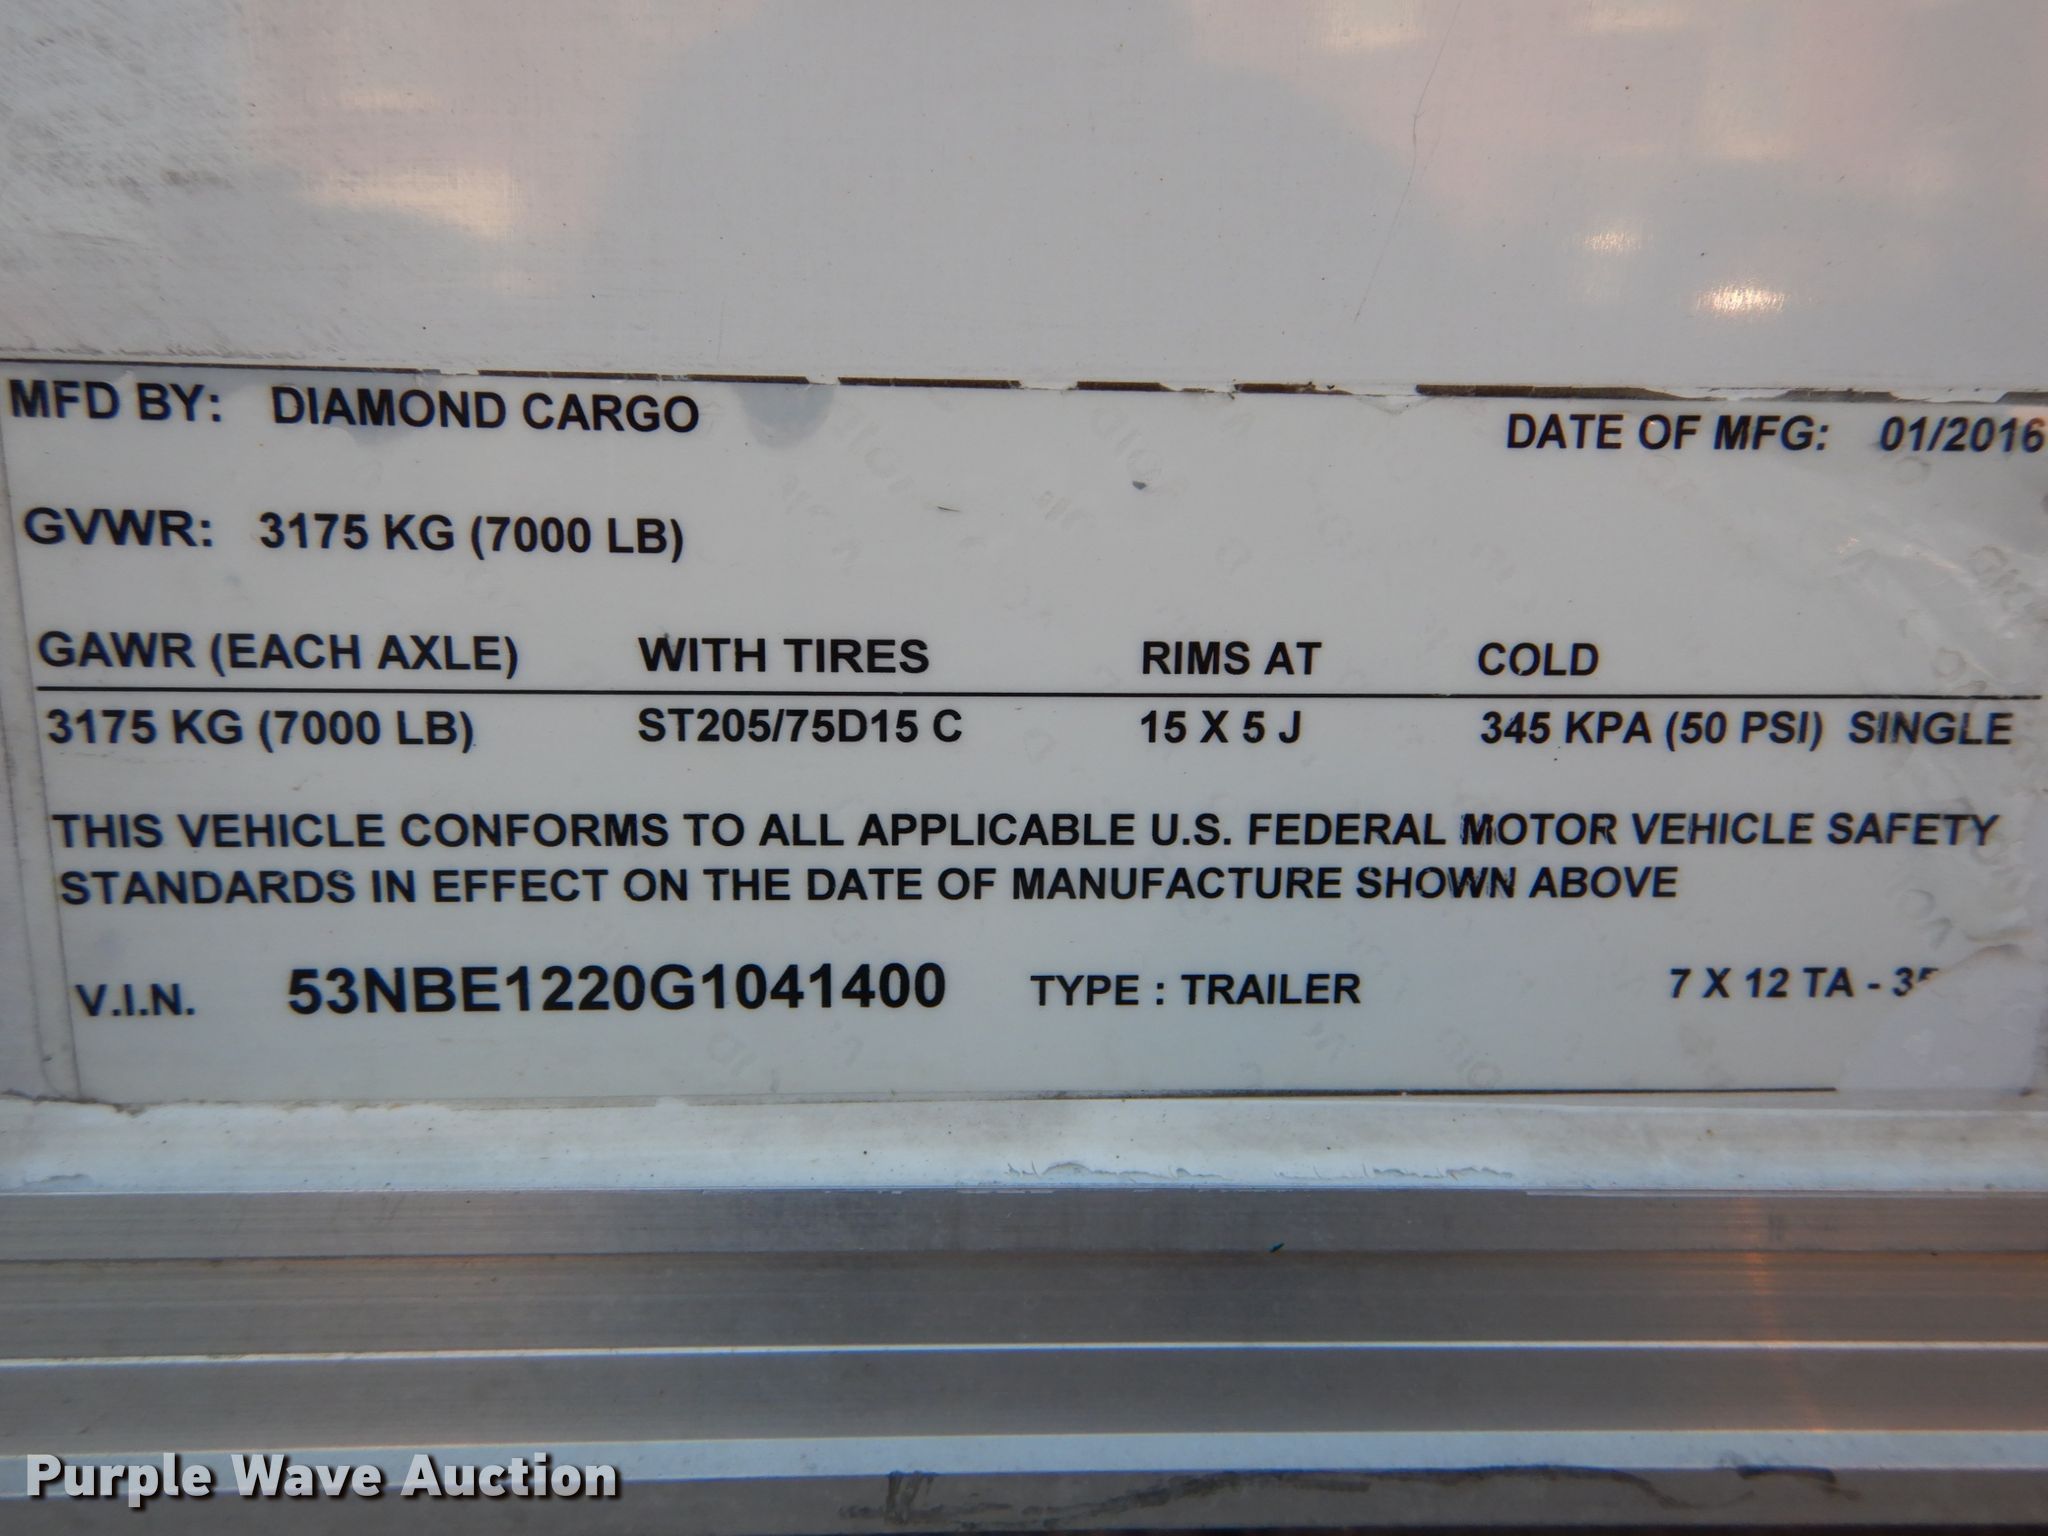 MFD BY: DIAMOND CARGO DATE OF MFG: 01/2016
GVWR: 3175 KG (7000 LB)
GAWR (EACH AXLE) WITH TIRES RIMS AT COLD
3175 KG (7000 LB) ST205/75D15 C 15 X 5 J 345 KPA (50 PSI) SINGLE
THIS VEHICLE CONFORMS TO ALL APPLICABLE U.S. FEDERAL MOTOR VEHICLE SAFETY
STANDARDS IN EFFECT ON THE DATE OF MANUFACTURE SHOWN ABOVE
V.I.N. 53NBE1220G1041400 TYPE : TRAILER 7 X 12 TA -
Purple Wave Auction